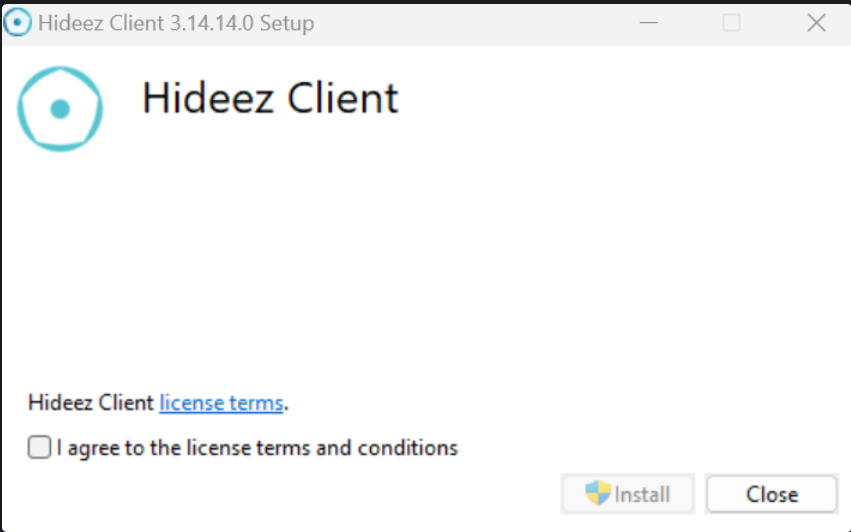 Hideez Client 3.14.14.0 Setup
Hideez Client
Hideez Client license terms.
I agree to the license terms and conditions
Install Close